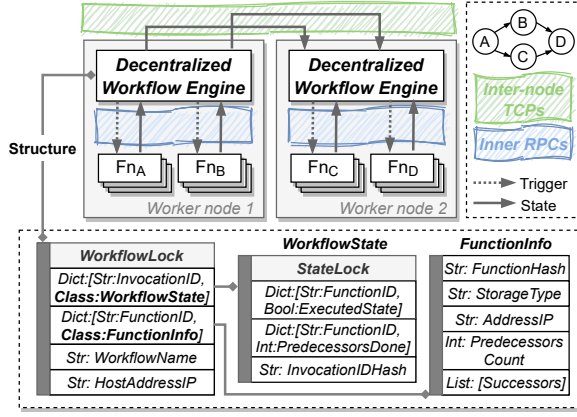 Decentralized
Workflow Engine
Decentralized
Workflow Engine
FnA
FnB
FnC
FnD
Worker node 1
Worker node 2
Structure
A
B
C
D
Inter-node
TCPs
Inner RPCs
Trigger
State
WorkflowLock
Dict:[Str:InvocationID,
Class:WorkflowState]
Dict:[Str:FunctionID,
Class:FunctionInfo]
Str: WorkflowName
Str: HostAddressIP
WorkflowState
StateLock
Dict:[Str:FunctionID,
Bool:ExecutedState]
Dict:[Str:FunctionID,
Int:PredecessorsDone]
Str: InvocationIDHash
FunctionInfo
Str: FunctionHash
Str: StorageType
Str: AddressIP
Int: Predecessors
Count
List: [Successors]